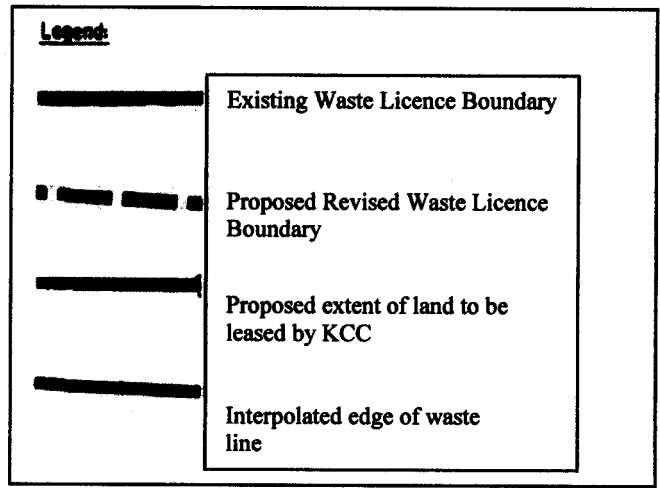 Legend:
Existing Waste Licence Boundary
Proposed Revised Waste Licence
Boundary
Proposed extent of land to be
leased by KCC
Interpolated edge of waste
line